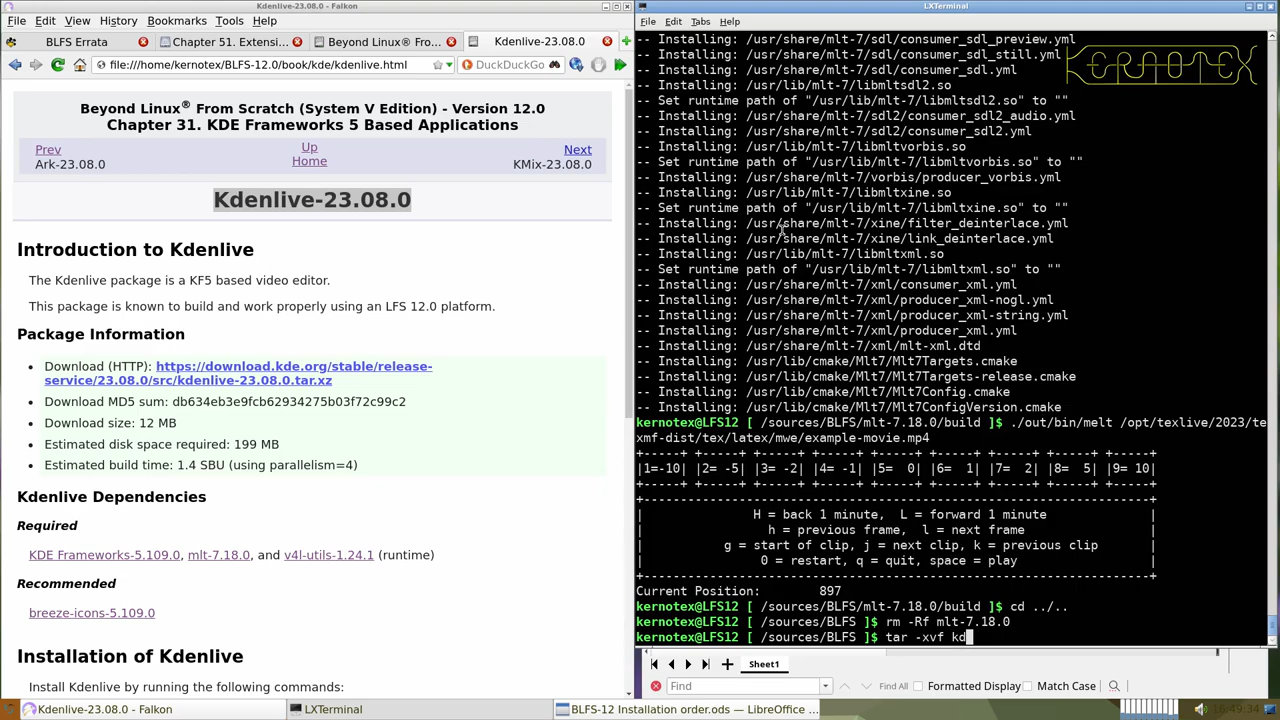 Kdenlive-23.08.0 - Falkon
File Edit View History Bookmarks Tools Help
BLFS Errata
Chapter 51. Extensi...
Beyond Linux® Fro...
Kdenlive-23.08.0
file:///home/kernotex/BLFS-12.0/book/kde/kdenlive.html
DuckDuckGo
Beyond Linux® From Scratch (System V Edition) - Version 12.0
Chapter 31. KDE Frameworks 5 Based Applications
Prev
Up
Next
Ark-23.08.0
Home
KMix-23.08.0
Kdenlive-23.08.0
Introduction to Kdenlive
The Kdenlive package is a KF5 based video editor.
This package is known to build and work properly using an LFS 12.0 platform.
Package Information
• Download (HTTP): https://download.kde.org/stable/release-
service/23.08.0/src/kdenlive-23.08.0.tar.xz
• Download MD5 sum: db634eb3e9fcb62934275b03f72c99c2
• Download size: 12 MB
• Estimated disk space required: 199 MB
• Estimated build time: 1.4 SBU (using parallelism=4)
Kdenlive Dependencies
Required
KDE Frameworks-5.109.0, mlt-7.18.0, and v4l-utils-1.24.1 (runtime)
Recommended
breeze-icons-5.109.0
Installation of Kdenlive
Install Kdenlive by running the following commands:
LXTerminal
File Edit Tabs Help
-- Installing: /usr/share/mlt-7/sdl/consumer_sdl_preview.yml
-- Installing: /usr/share/mlt-7/sdl/consumer_sdl_still.yml
-- Installing: /usr/share/mlt-7/sdl/consumer_sdl.yml
-- Installing: /usr/lib/mlt-7/libmltsdl2.so
-- Set runtime path of "/usr/lib/mlt-7/libmltsdl2.so" to ""
-- Installing: /usr/share/mlt-7/sdl2/consumer_sdl2_audio.yml
-- Installing: /usr/share/mlt-7/sdl2/consumer_sdl2.yml
-- Installing: /usr/lib/mlt-7/libmltvorbis.so
-- Set runtime path of "/usr/lib/mlt-7/libmltvorbis.so" to ""
-- Installing: /usr/share/mlt-7/vorbis/producer_vorbis.yml
-- Installing: /usr/lib/mlt-7/libmltxine.so
-- Set runtime path of "/usr/lib/mlt-7/libmltxine.so" to ""
-- Installing: /usr/share/mlt-7/xine/filter_deinterlace.yml
-- Installing: /usr/share/mlt-7/xine/link_deinterlace.yml
-- Installing: /usr/lib/mlt-7/libmltxml.so
-- Set runtime path of "/usr/lib/mlt-7/libmltxml.so" to ""
-- Installing: /usr/share/mlt-7/xml/consumer_xml.yml
-- Installing: /usr/share/mlt-7/xml/producer_xml-nogl.yml
-- Installing: /usr/share/mlt-7/xml/producer_xml-string.yml
-- Installing: /usr/share/mlt-7/xml/producer_xml.yml
-- Installing: /usr/share/mlt-7/xml/mlt-xml.dtd
-- Installing: /usr/lib/cmake/Mlt7/Mlt7Targets.cmake
-- Installing: /usr/lib/cmake/Mlt7/Mlt7Targets-release.cmake
-- Installing: /usr/lib/cmake/Mlt7/Mlt7Config.cmake
-- Installing: /usr/lib/cmake/Mlt7/Mlt7ConfigVersion.cmake
kernotex@LFS12 [ /sources/BLFS/mlt-7.18.0/build ]$ ./out/bin/melt /opt/texlive/2023/te
xmf-dist/tex/latex/mwe/example-movie.mp4
+-----+ +-----+ +-----+ +-----+ +-----+ +-----+ +-----+ +-----+ +-----+
|1=-10| |2= -5| |3= -2| |4= -1| |5=  0| |6=  1| |7=  2| |8=  5| |9= 10|
+-----+ +-----+ +-----+ +-----+ +-----+ +-----+ +-----+ +-----+ +-----+
+---------------------------------------------------------------------+
|               H = back 1 minute,  L = forward 1 minute              |
|                 h = previous frame,  l = next frame                 |
|           g = start of clip, j = next clip, k = previous clip       |
|                0 = restart, q = quit, space = play                  |
+---------------------------------------------------------------------+
Current Position:        897
kernotex@LFS12 [ /sources/BLFS/mlt-7.18.0/build ]$ cd ../..
kernotex@LFS12 [ /sources/BLFS ]$ rm -Rf mlt-7.18.0
kernotex@LFS12 [ /sources/BLFS ]$ tar -xvf kd
KERNOTEX
Sheet1
Find
Find All
Formatted Display
Match Case
Kdenlive-23.08.0 - Falkon
LXTerminal
BLFS-12 Installation order.ods — LibreOffice ...
16:49:34